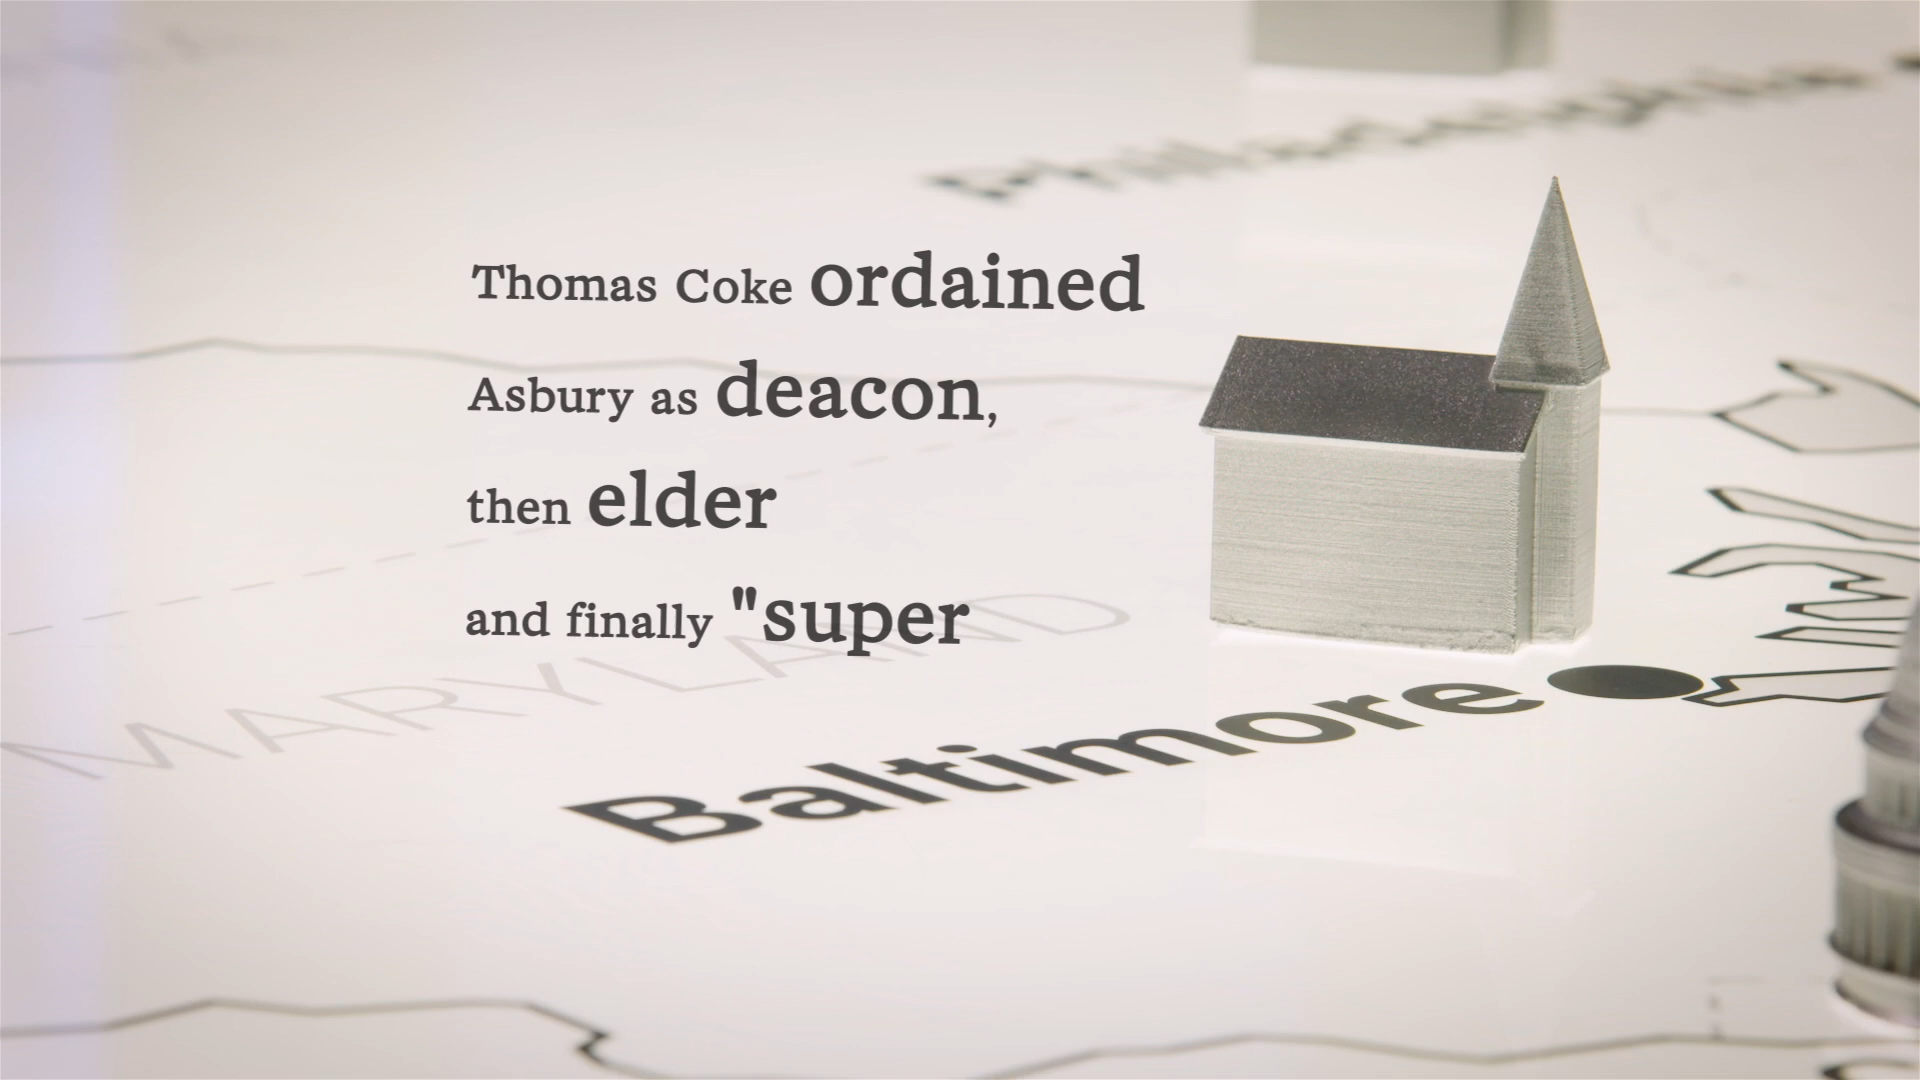 Thomas Coke ordained
Asbury as deacon,
then elder
and finally "super
MARYLAND
Baltimore